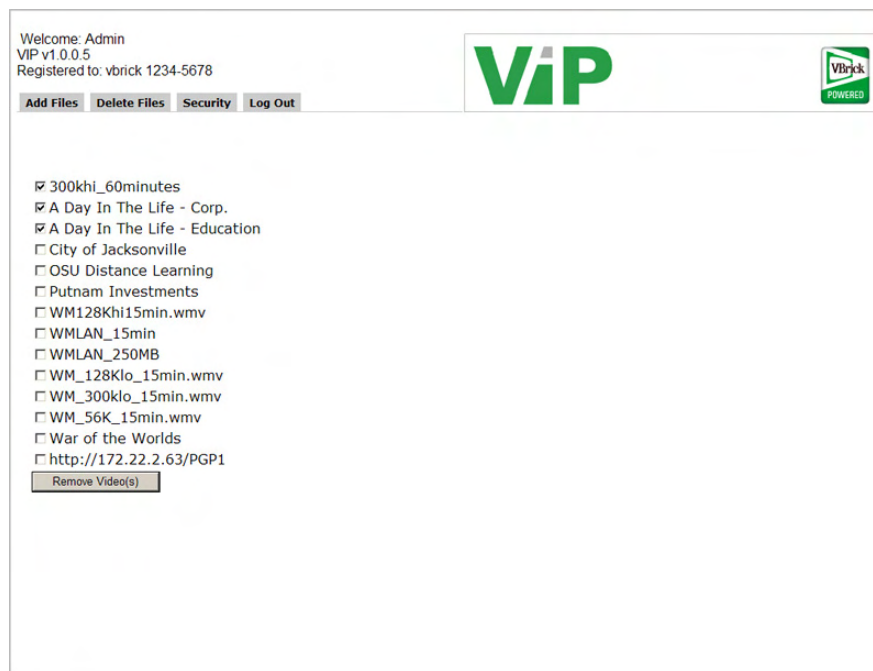 Welcome: Admin
VIP v1.0.0.5
Registered to: vbrick 1234-5678
ViP
VBrick
POWERED
Add Files Delete Files Security Log Out
300khi_60minutes
A Day In The Life - Corp.
A Day In The Life - Education
City of Jacksonville
OSU Distance Learning
Putnam Investments
WM128Khi15min.wmv
WMLAN_15min
WMLAN_250MB
WM_128Klo_15min.wmv
WM_300klo_15min.wmv
WM_56K_15min.wmv
War of the Worlds
http://172.22.2.63/PGP1
Remove Video(s)